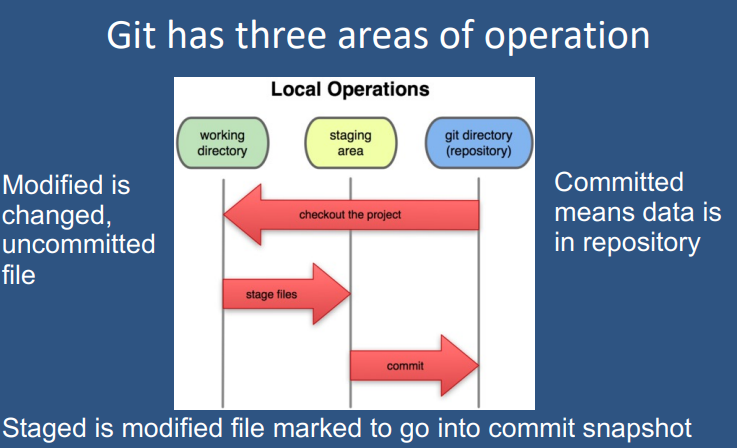 Git has three areas of operation
Local Operations
working
directory
staging
area
git directory
(repository)
Modified is
changed,
uncommitted
file
checkout the project
stage files
commit
Committed
means data is
in repository
Staged is modified file marked to go into commit snapshot